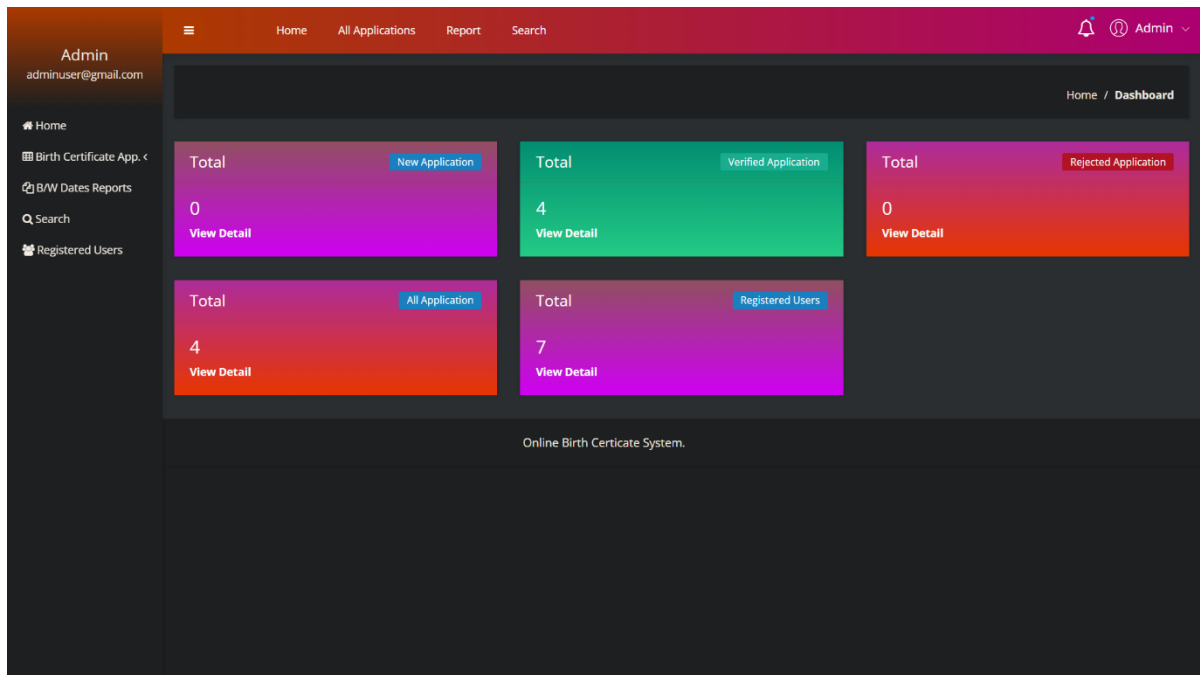 Admin
adminuser@gmail.com
Home
Birth Certificate App.
B/W Dates Reports
Search
Registered Users
Home All Applications Report Search Admin
Home / Dashboard
Total New Application
0
View Detail
Total Verified Application
4
View Detail
Total Rejected Application
0
View Detail
Total All Application
4
View Detail
Total Registered Users
7
View Detail
Online Birth Certicate System.